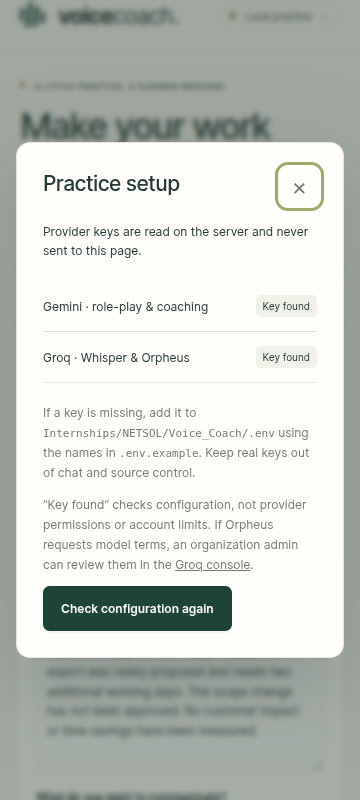 voicecoach.
Local practice
A LITTLE PRACTICE. A CLEARER MESSAGE.
Make your work
Practice setup
×
Provider keys are read on the server and never
sent to this page.
Gemini · role-play & coaching
Key found
Groq · Whisper & Orpheus
Key found
If a key is missing, add it to
Internships/NETSOL/Voice_Coach/.env using
the names in .env.example. Keep real keys out
of chat and source control.
“Key found” checks configuration, not provider
permissions or account limits. If Orpheus
requests model terms, an organization admin
can review them in the Groq console.
Check configuration again
export was newly proposed and needs two
additional working days. The scope change
has not been approved. No customer impact
or time savings have been measured.
What do you want to communicate?